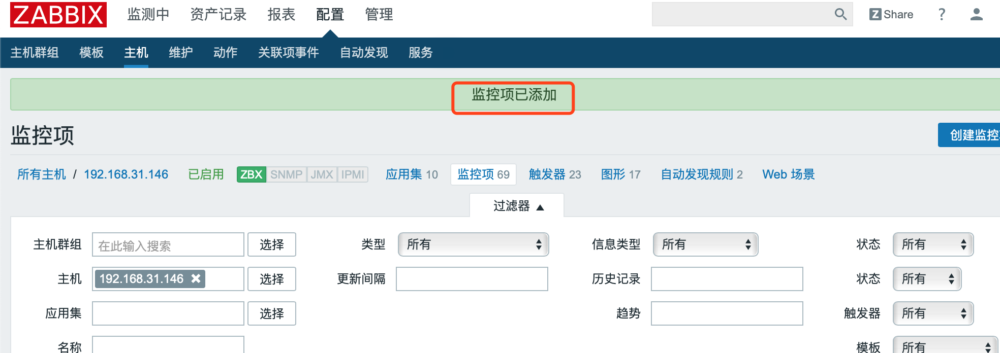 ZABBIX 监测中 资产记录 报表 配置 管理 Z Share ?
主机群组 模板 主机 维护 动作 关联项事件 自动发现 服务
监控项已添加
监控项 创建监控
所有主机 / 192.168.31.146 已启用 ZBX SNMP JMX IPMI 应用集 10 监控项 69 触发器 23 图形 17 自动发现规则 2 Web 场景
过滤器 ▲
主机群组 在此输入搜索 选择 类型 所有 信息类型 所有 状态 所有
主机 192.168.31.146 ✖ 选择 更新间隔 历史记录 状态 所有
应用集 选择 趋势 触发器 所有
名称 模板 所有